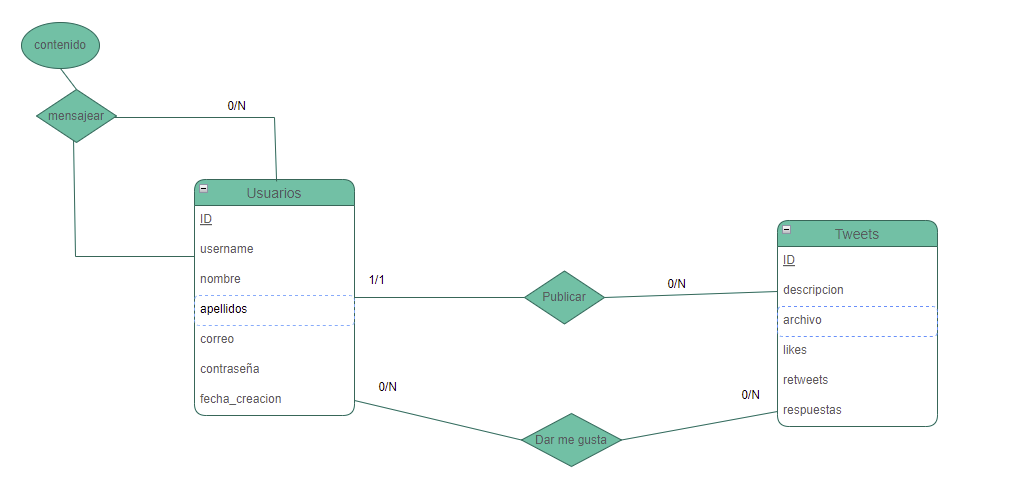 contenido
mensajear
0/N
Usuarios
ID
username
nombre
apellidos
correo
contraseña
fecha_creacion
1/1
Publicar
0/N
0/N
Dar me gusta
0/N
Tweets
ID
descripcion
archivo
likes
retweets
respuestas